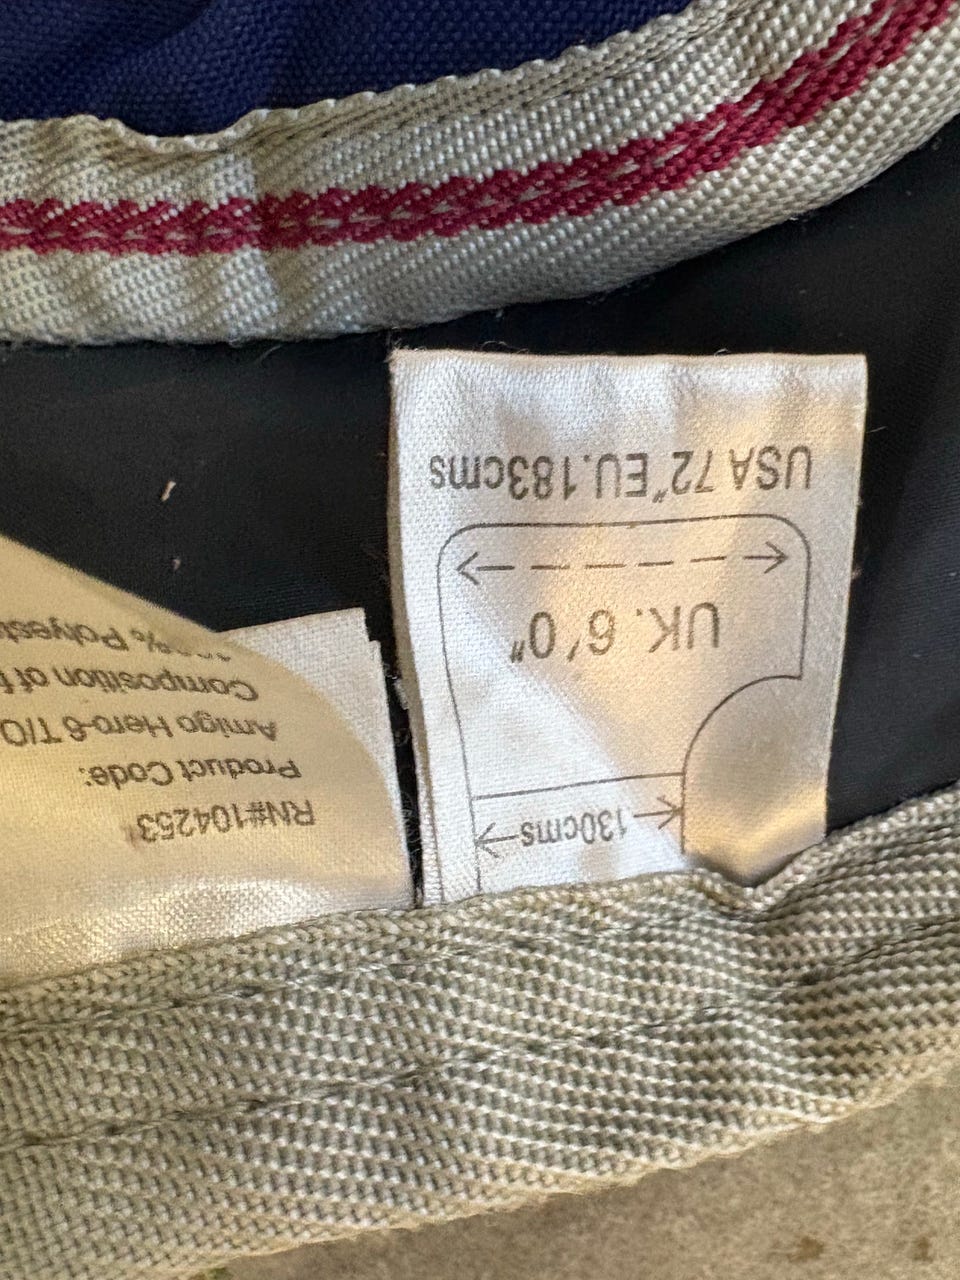 USA 72" EU.183cms
UK. 6'0"
130cms
RN#104253
Product Code:
Amigo Hero-6 T/O
Composition of